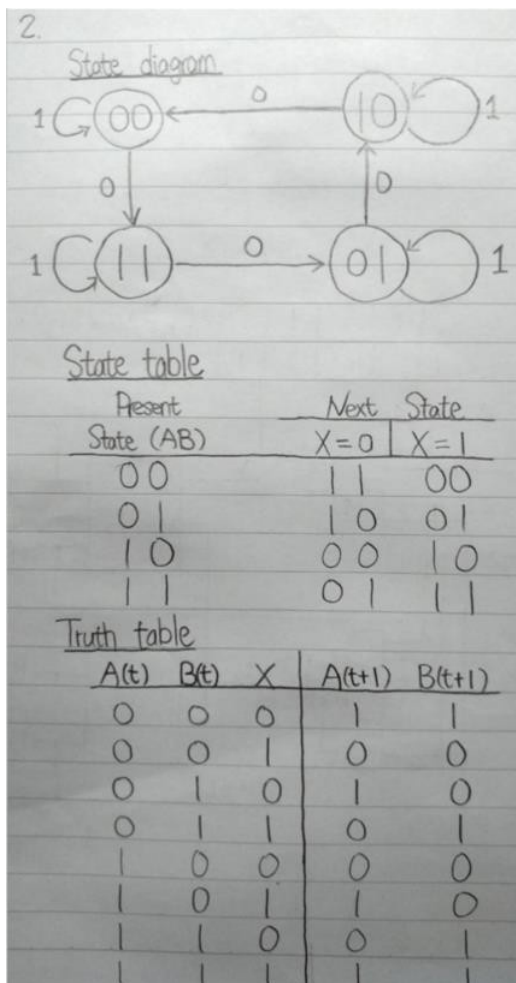 2.
State diagram
1 00 0 10 1
0 0
1 11 0 01 1
State table
Present Next State
State (AB) X=0 X=1
00 11 00
01 10 01
10 00 10
11 01 11
Truth table
A(t) B(t) X A(t+1) B(t+1)
0 0 0 1 1
0 0 1 0 0
0 1 0 1 0
0 1 1 0 1
1 0 0 0 0
1 0 1 1 0
1 1 0 0 1
1 1 1 1 1